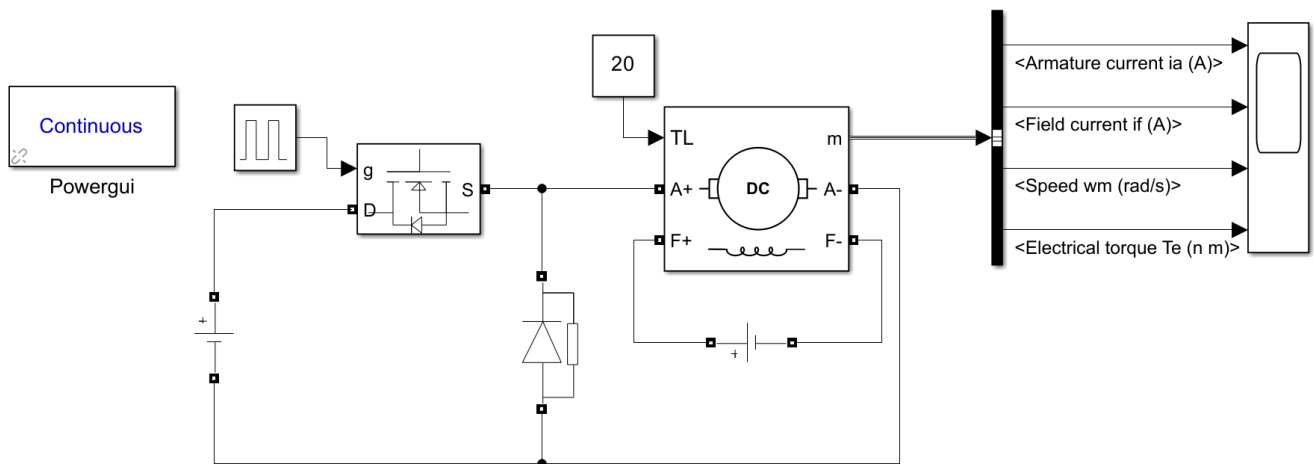 Continuous
Powergui
g
D
S
+
20
TL
m
A+
DC
A-
F+
F-
+
<Armature current ia (A)>
<Field current if (A)>
<Speed wm (rad/s)>
<Electrical torque Te (n m)>